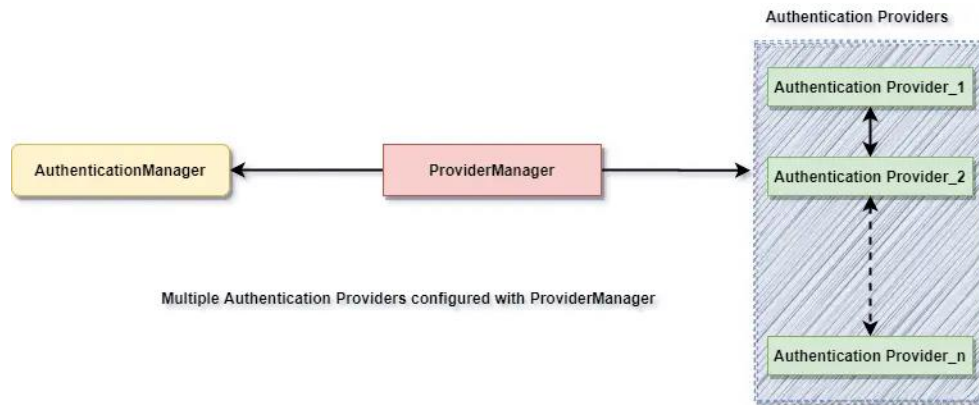 Authentication Providers
Authentication Provider_1
AuthenticationManager
ProviderManager
Authentication Provider_2
Multiple Authentication Providers configured with ProviderManager
Authentication Provider_n